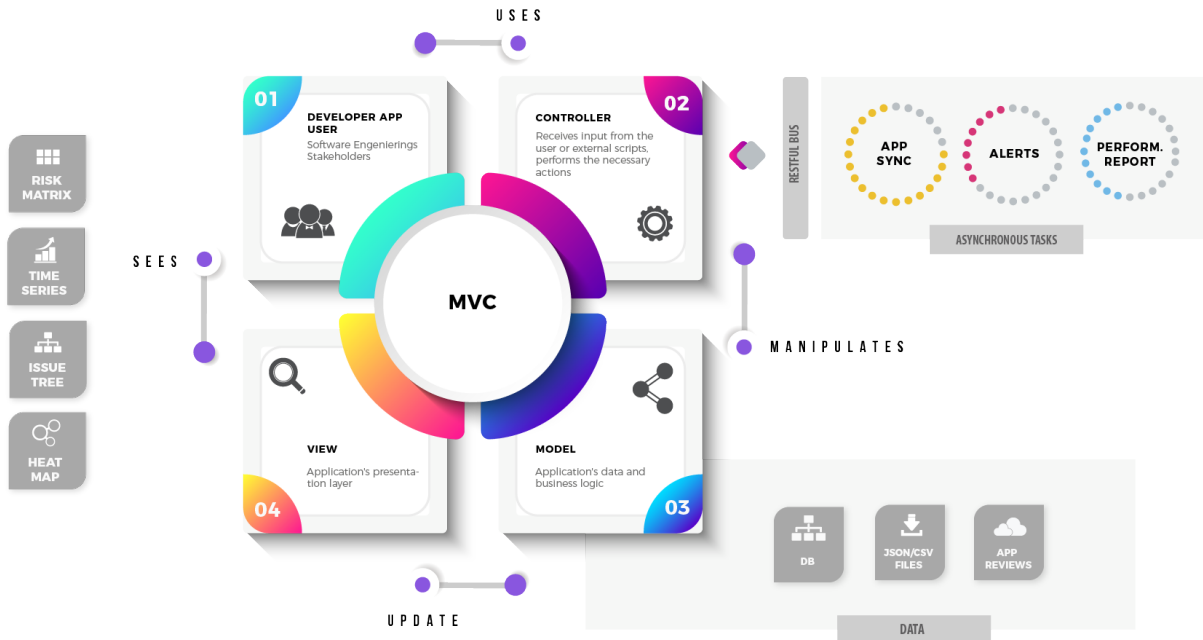 USES
01
DEVELOPER APP
USER
Software Engenierings
Stakeholders
02
CONTROLLER
Receives input from the
user or external scripts,
performs the necessary
actions
RESTFUL BUS
APP
SYNC
ALERTS
PERFORM.
REPORT
ASYNCHRONOUS TASKS
RISK
MATRIX
TIME
SERIES
ISSUE
TREE
HEAT
MAP
SEES
MVC
MANIPULATES
VIEW
Application's presenta-
tion layer
04
MODEL
Application's data and
business logic
03
DB
JSON/CSV
FILES
APP
REVIEWS
DATA
UPDATE